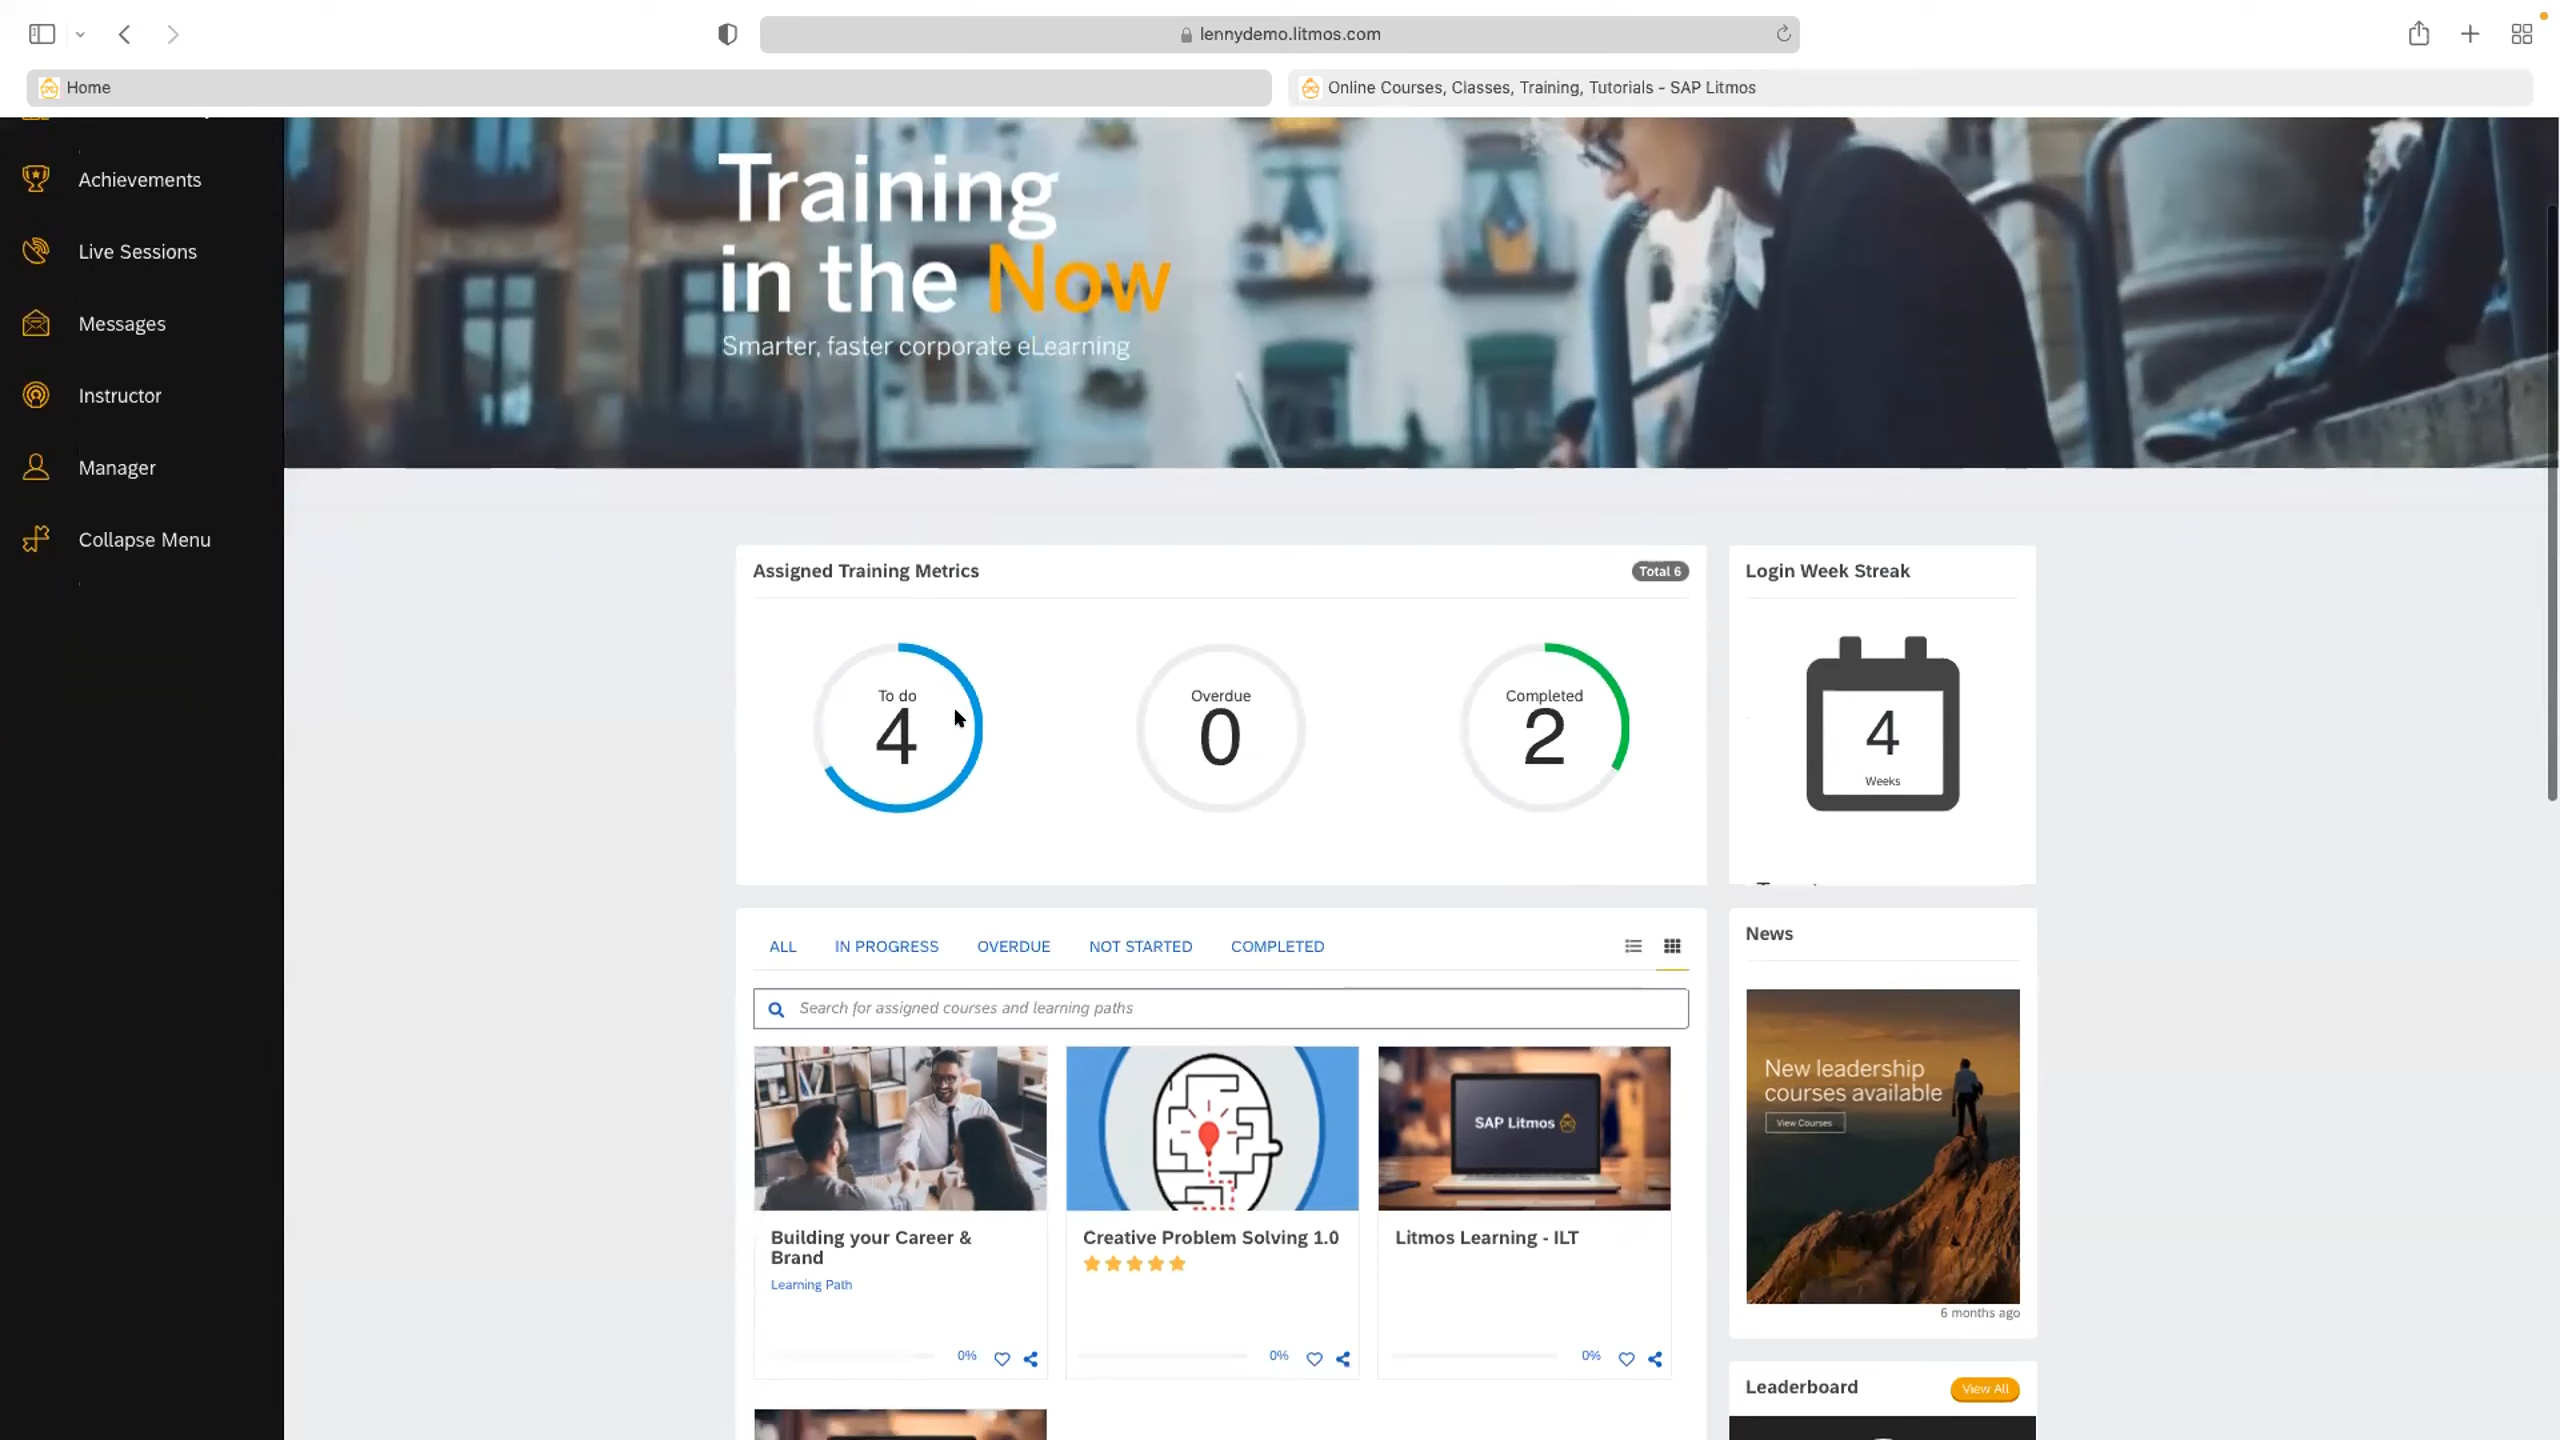 lennydemo.litmos.com
Home
Online Courses, Classes, Training, Tutorials - SAP Litmos
Achievements
Live Sessions
Messages
Instructor
Manager
Collapse Menu
Training
in the Now
Smarter, faster corporate eLearning
Assigned Training Metrics
Total 6
To do
4
Overdue
0
Completed
2
Login Week Streak
4
Weeks
ALL
IN PROGRESS
OVERDUE
NOT STARTED
COMPLETED
Search for assigned courses and learning paths
SAP Litmos
Building your Career &
Brand
Learning Path
0%
Creative Problem Solving 1.0
0%
Litmos Learning - ILT
0%
News
New leadership
courses available
View Courses
6 months ago
Leaderboard
View All